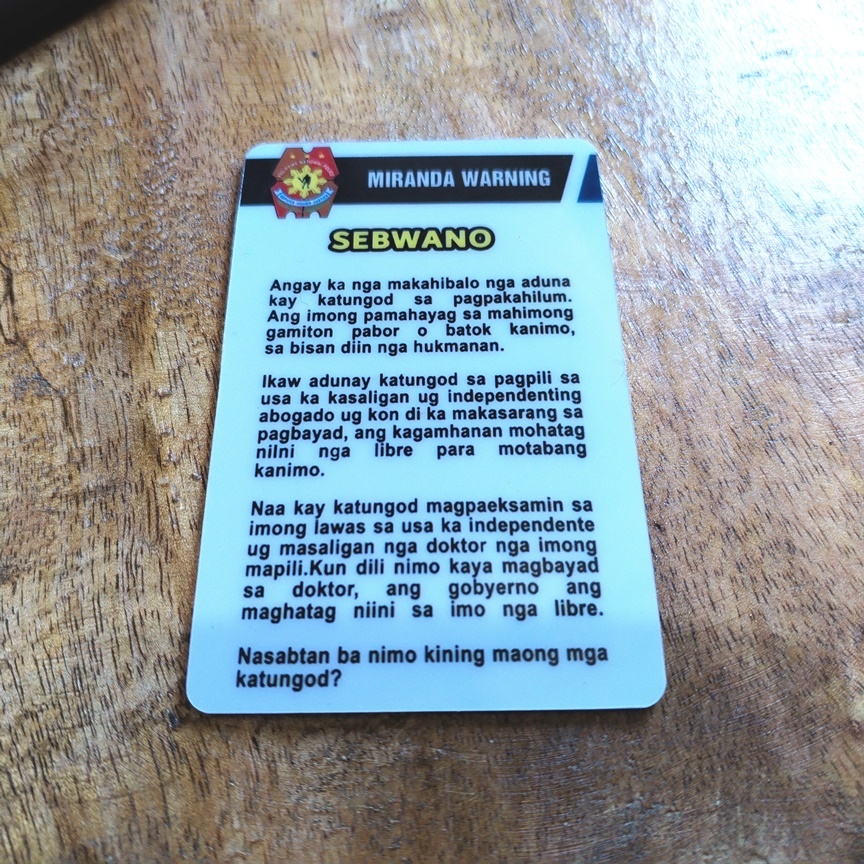 MIRANDA WARNING
SEBWANO
Angay ka nga makahibalo nga aduna
kay katungod sa pagpakahilum.
Ang imong pamahayag sa mahimong
gamiton pabor o batok kanimo,
sa bisan diin nga hukmanan.
Ikaw adunay katungod sa pagpili sa
usa ka kasaligan ug independenting
abogado ug kon di ka makasarang sa
pagbayad, ang kagamhanan mohatag
nilni nga libre para motabang
kanimo.
Naa kay katungod magpaeksamin sa
imong lawas sa usa ka independente
ug masaligan nga doktor nga imong
mapili.Kun dili nimo kaya magbayad
sa doktor, ang gobyerno ang
maghatag niini sa imo nga libre.
Nasabtan ba nimo kining maong mga
katungod?